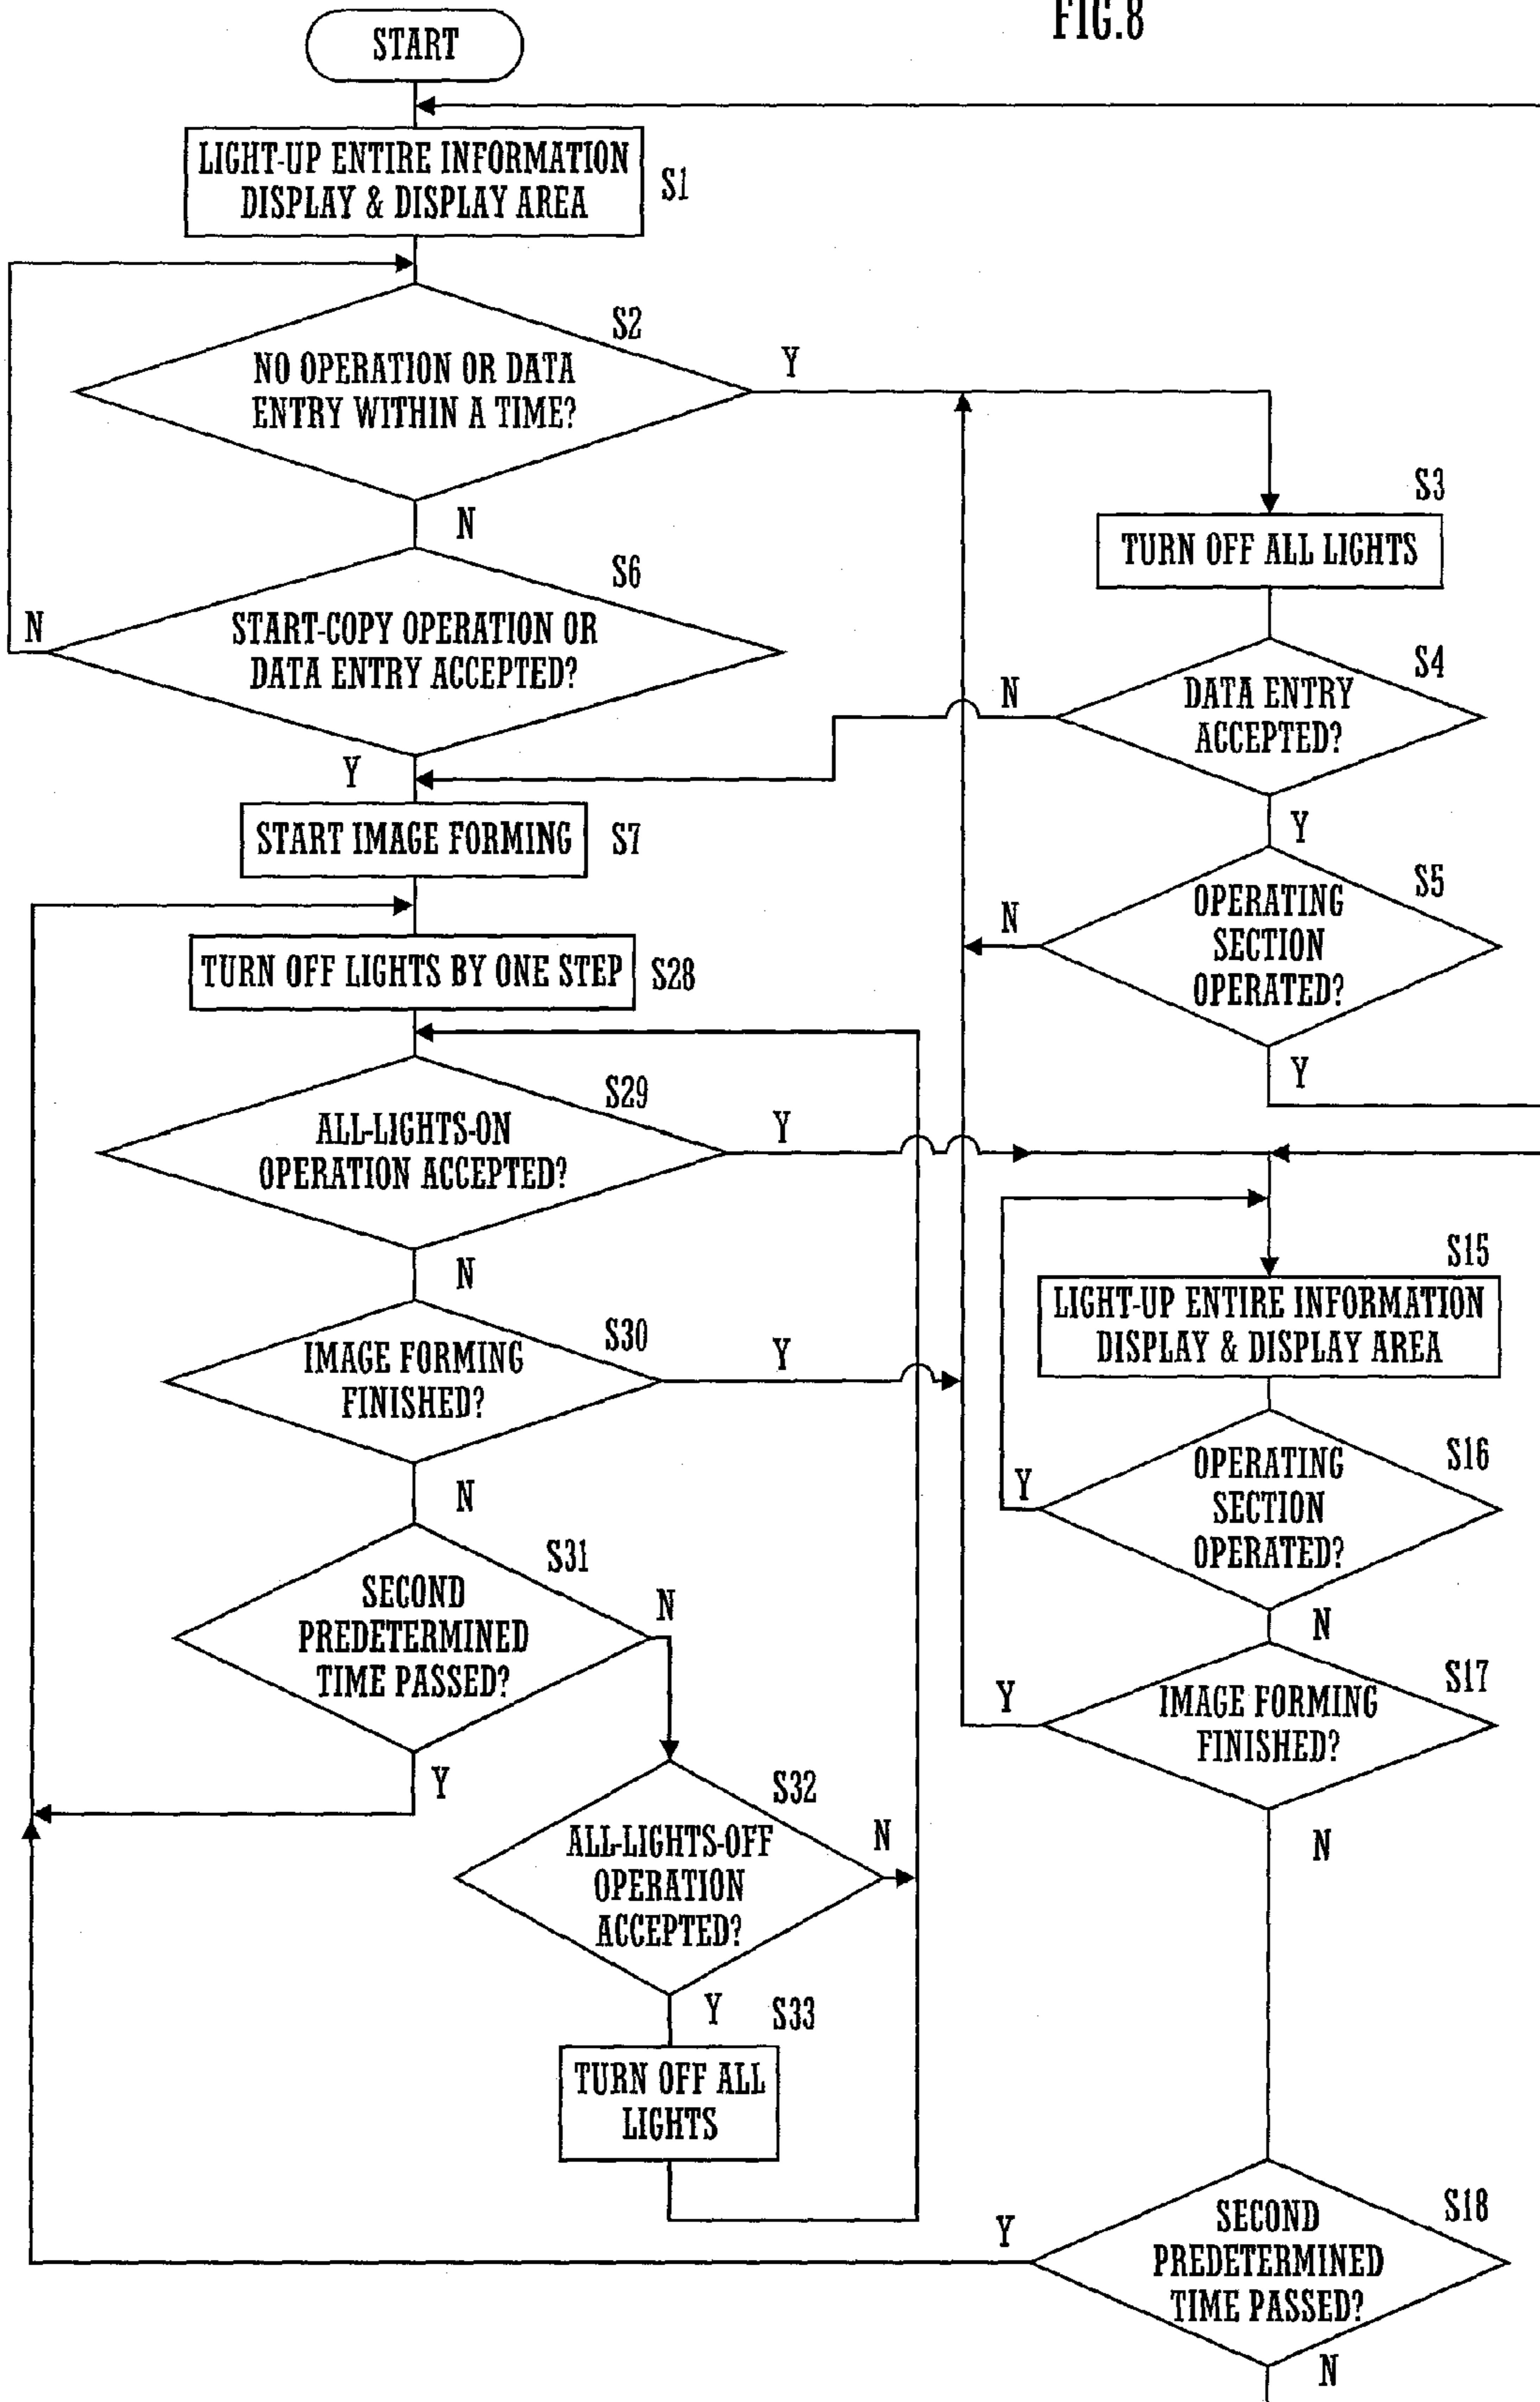 FIG.8
START
LIGHT-UP ENTIRE INFORMATION
DISPLAY & DISPLAY AREA
S1
S2
NO OPERATION OR DATA
ENTRY WITHIN A TIME?
Y
N
S3
TURN OFF ALL LIGHTS
S6
START-COPY OPERATION OR
DATA ENTRY ACCEPTED?
N
Y
S4
DATA ENTRY
ACCEPTED?
N
Y
START IMAGE FORMING
S7
S5
OPERATING
SECTION
OPERATED?
N
Y
TURN OFF LIGHTS BY ONE STEP
S28
S29
ALL-LIGHTS-ON
OPERATION ACCEPTED?
Y
N
S15
LIGHT-UP ENTIRE INFORMATION
DISPLAY & DISPLAY AREA
S30
IMAGE FORMING
FINISHED?
Y
N
S16
OPERATING
SECTION
OPERATED?
Y
N
S31
SECOND
PREDETERMINED
TIME PASSED?
N
Y
S17
IMAGE FORMING
FINISHED?
Y
N
S32
ALL-LIGHTS-OFF
OPERATION
ACCEPTED?
N
Y
S33
TURN OFF ALL
LIGHTS
S18
SECOND
PREDETERMINED
TIME PASSED?
Y
N